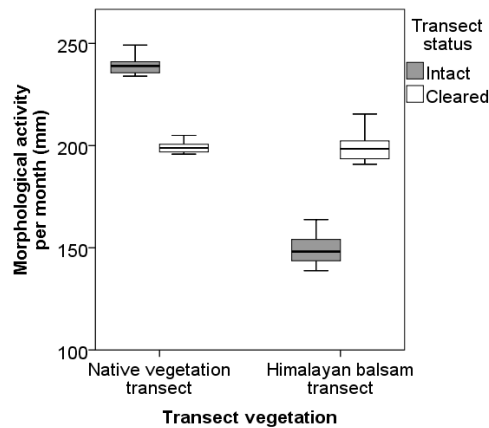 Transect
status
Intact
Cleared
250
200
150
100
Morphological activity
per month (mm)
Native vegetation
transect
Himalayan balsam
transect
Transect vegetation